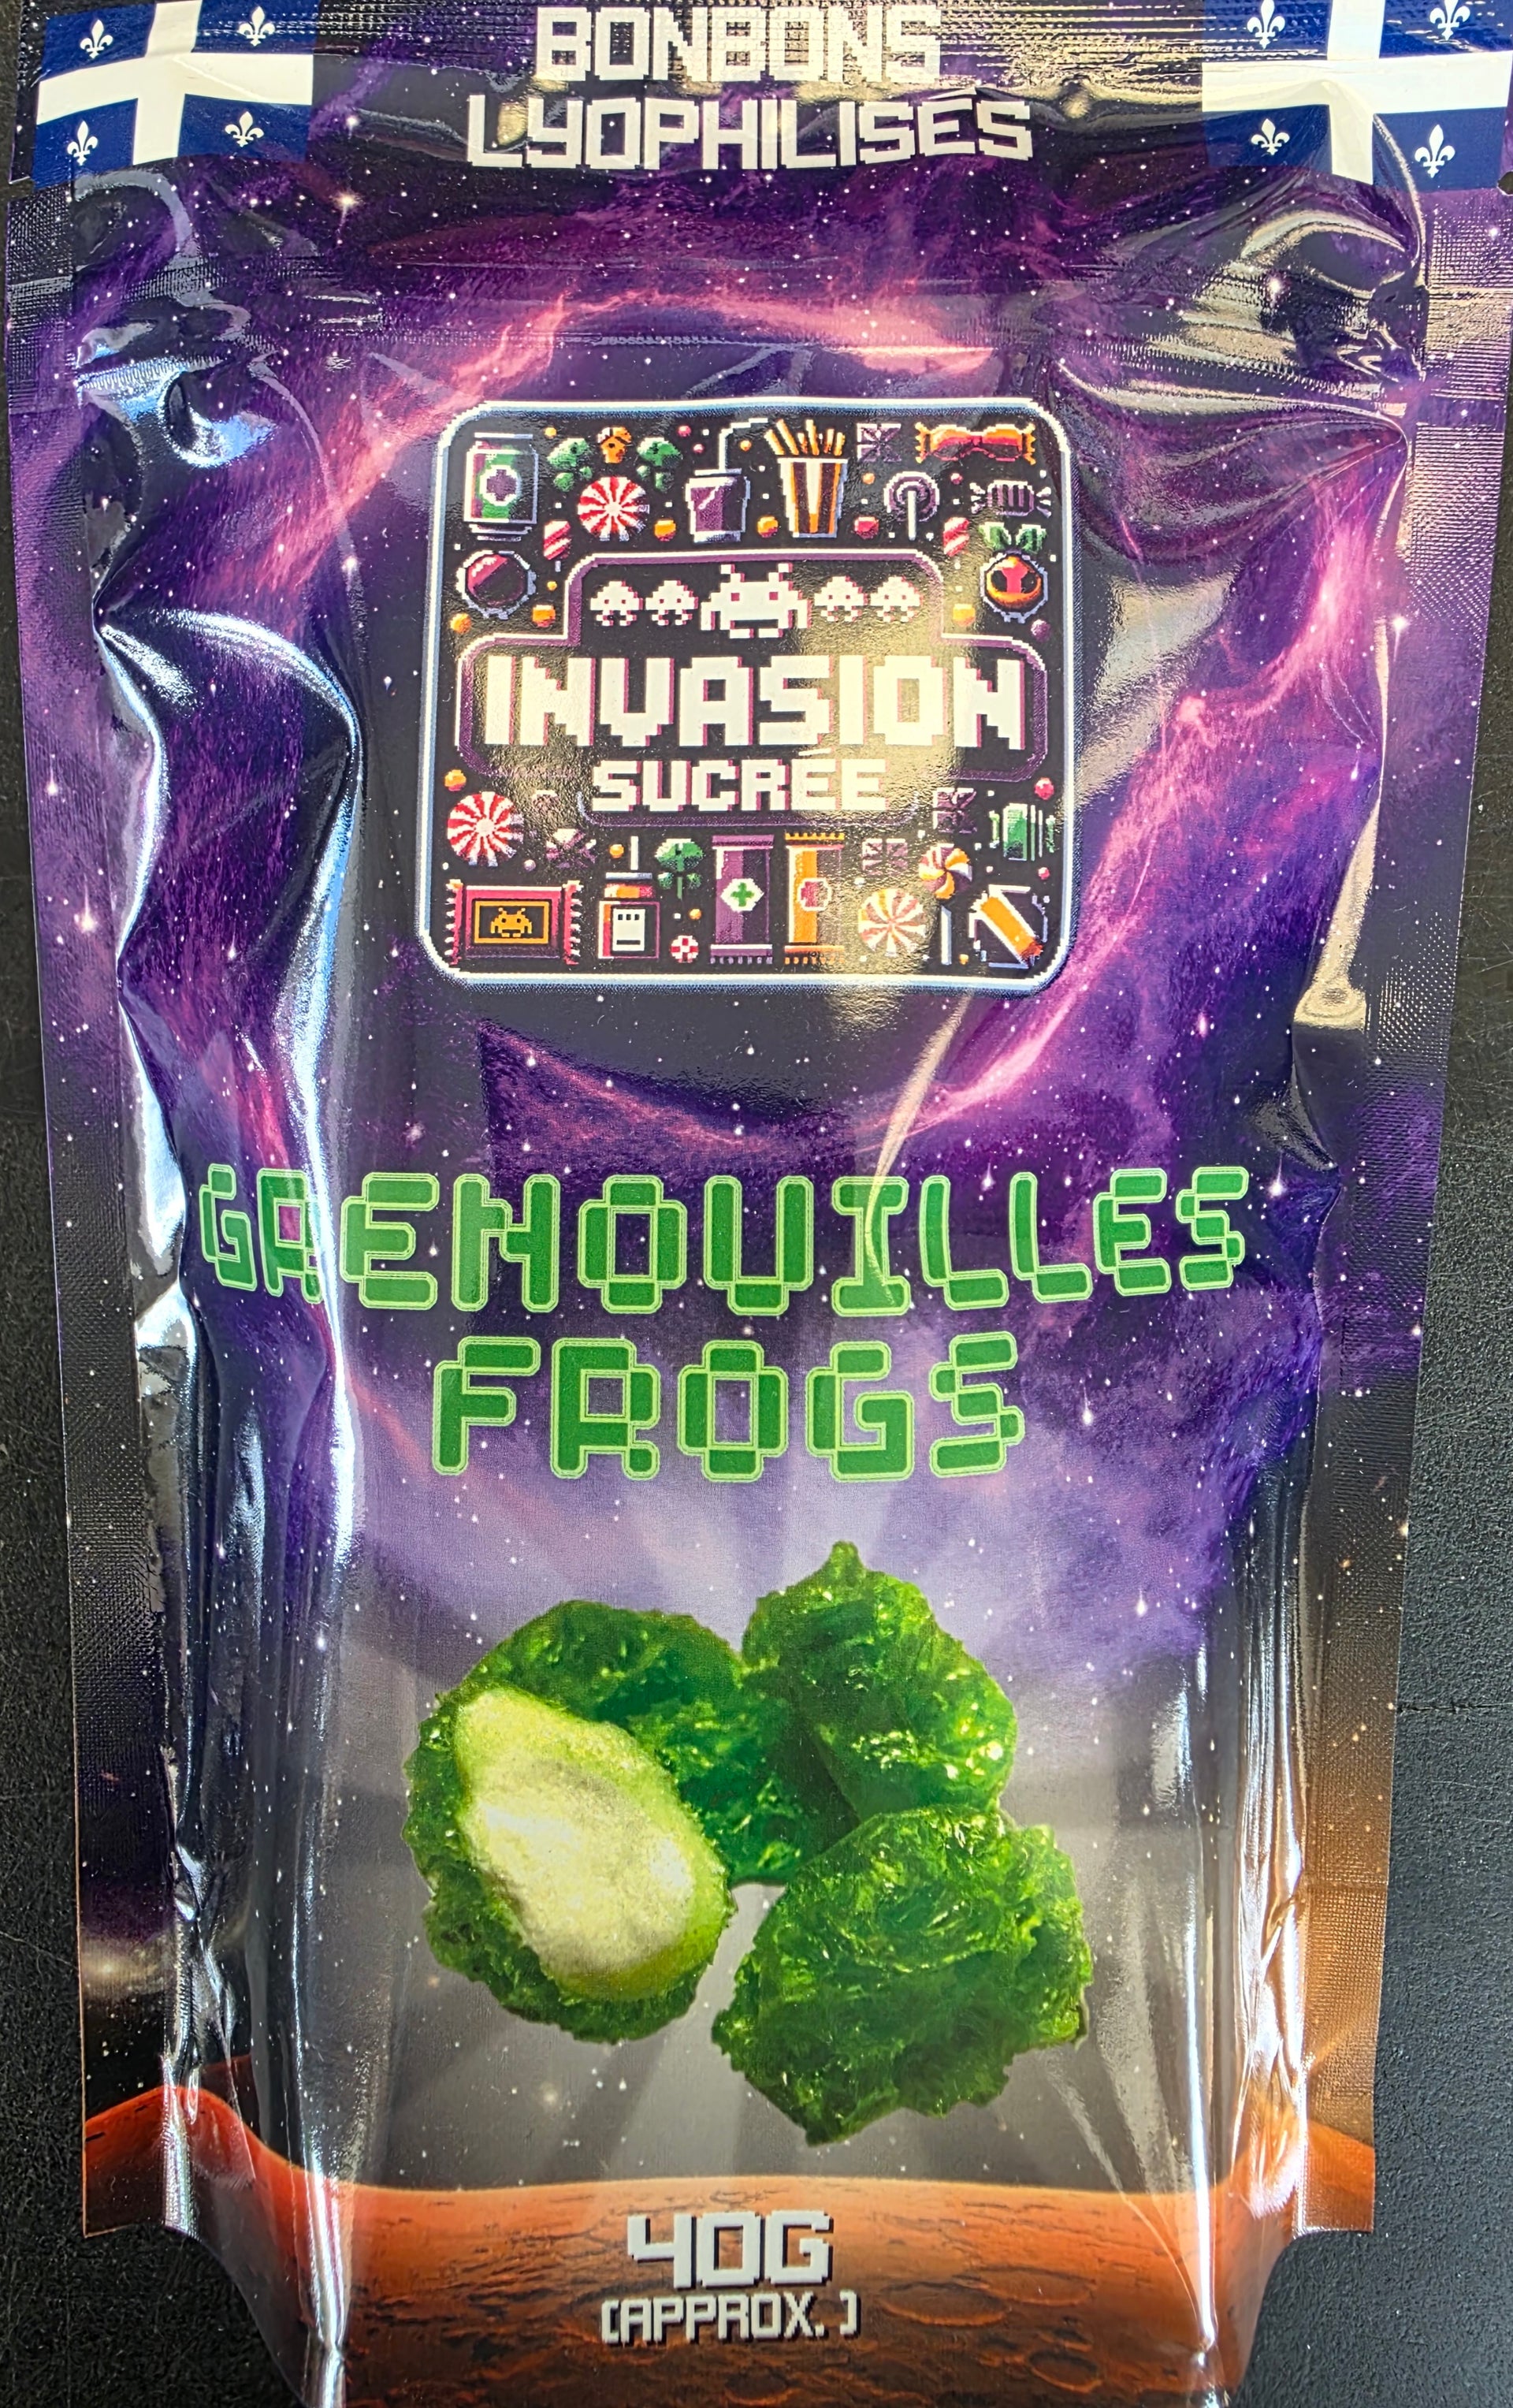 BONBONS
LYOPHILISÉS
INVASION
SUCRÉE
GRENOUILLES
FROGS
40G
(APPROX.)